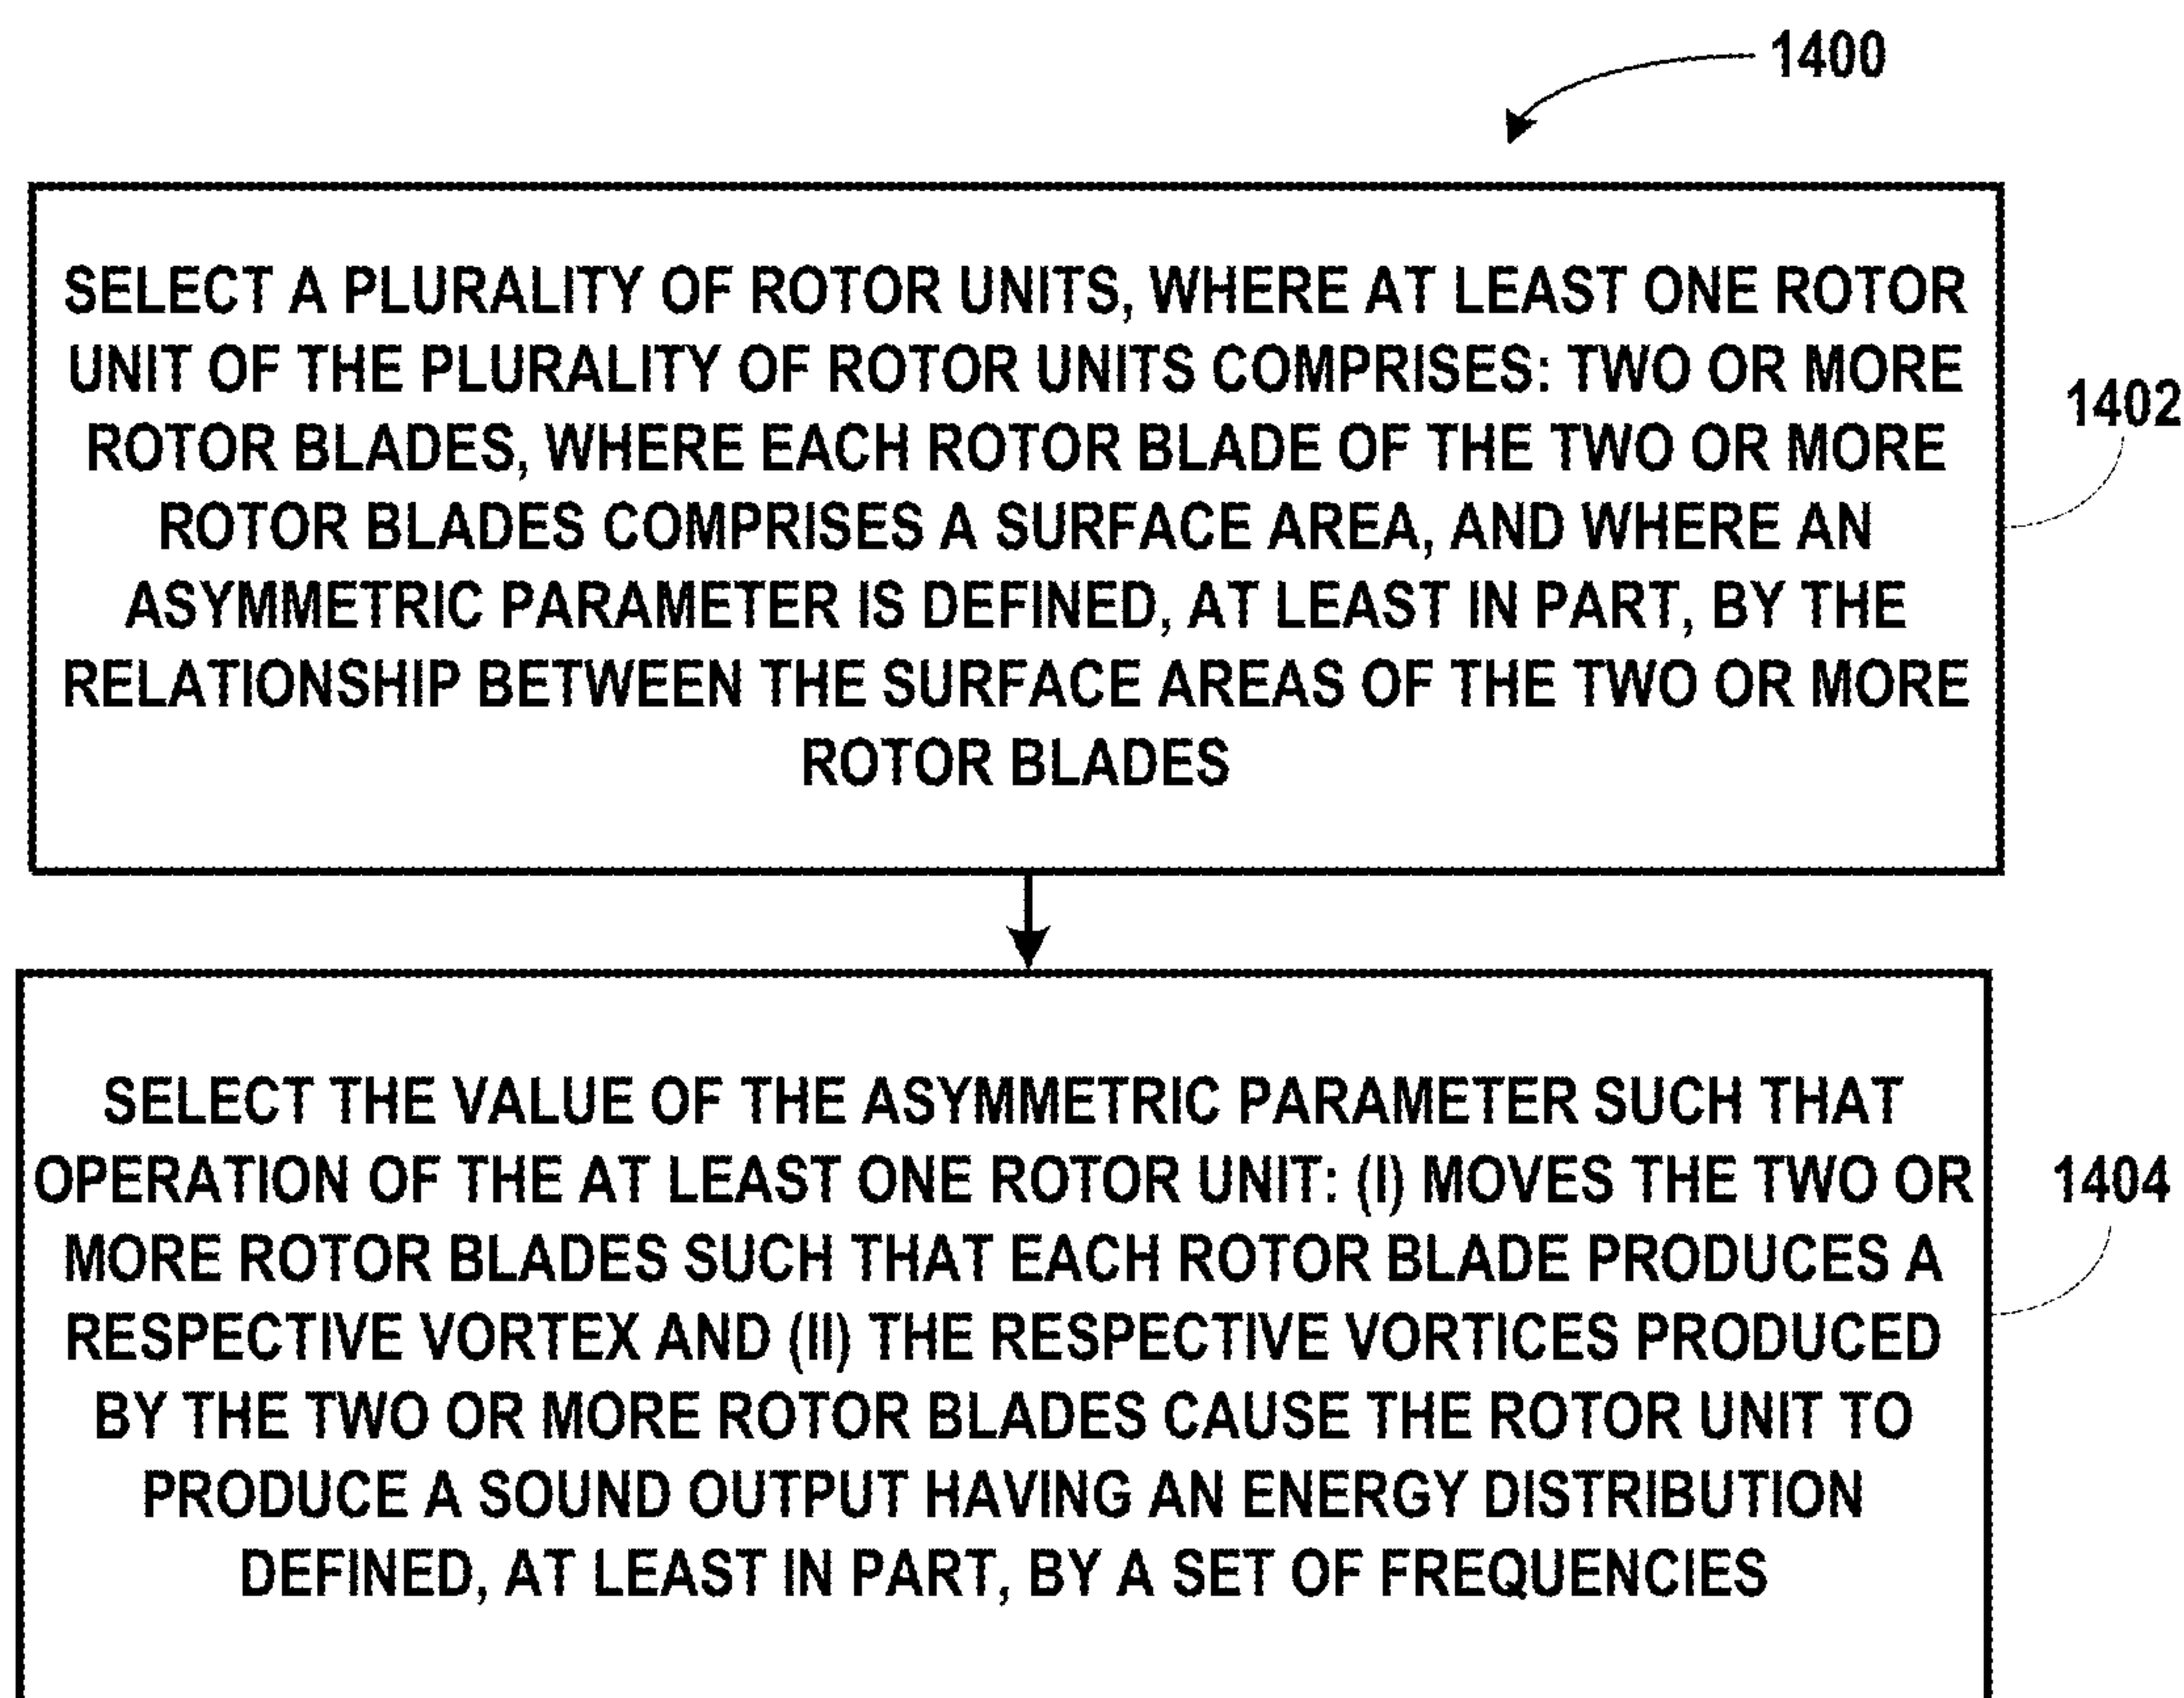 1400
SELECT A PLURALITY OF ROTOR UNITS, WHERE AT LEAST ONE ROTOR
UNIT OF THE PLURALITY OF ROTOR UNITS COMPRISES: TWO OR MORE
ROTOR BLADES, WHERE EACH ROTOR BLADE OF THE TWO OR MORE
ROTOR BLADES COMPRISES A SURFACE AREA, AND WHERE AN
ASYMMETRIC PARAMETER IS DEFINED, AT LEAST IN PART, BY THE
RELATIONSHIP BETWEEN THE SURFACE AREAS OF THE TWO OR MORE
ROTOR BLADES
1402
SELECT THE VALUE OF THE ASYMMETRIC PARAMETER SUCH THAT
OPERATION OF THE AT LEAST ONE ROTOR UNIT: (I) MOVES THE TWO OR
MORE ROTOR BLADES SUCH THAT EACH ROTOR BLADE PRODUCES A
RESPECTIVE VORTEX AND (II) THE RESPECTIVE VORTICES PRODUCED
BY THE TWO OR MORE ROTOR BLADES CAUSE THE ROTOR UNIT TO
PRODUCE A SOUND OUTPUT HAVING AN ENERGY DISTRIBUTION
DEFINED, AT LEAST IN PART, BY A SET OF FREQUENCIES
1404